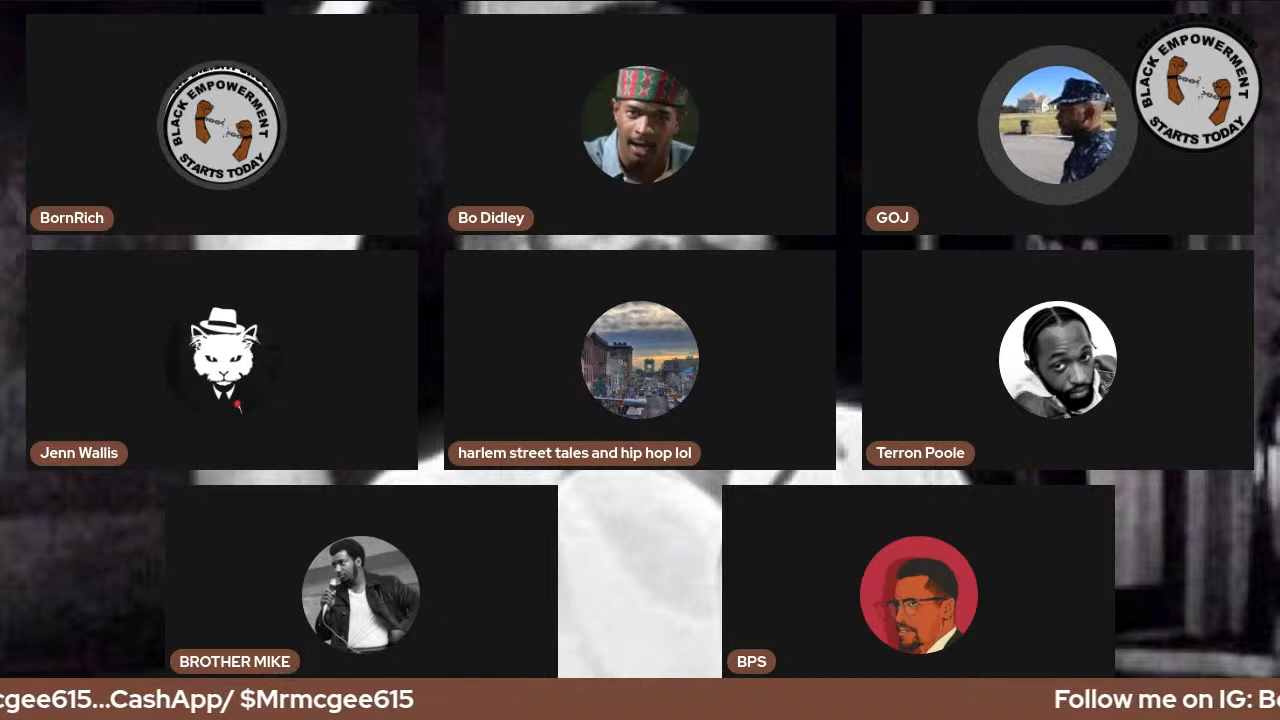 BLACK EMPOWERMENT
STARTS TODAY
BornRich
Bo Didley
BLACK EMPOWERMENT
STARTS TODAY
GOJ
Jenn Wallis
harlem street tales and hip hop lol
Terron Poole
BROTHER MIKE
BPS
cgee615...CashApp/ $Mrmcgee615
Follow me on IG: B